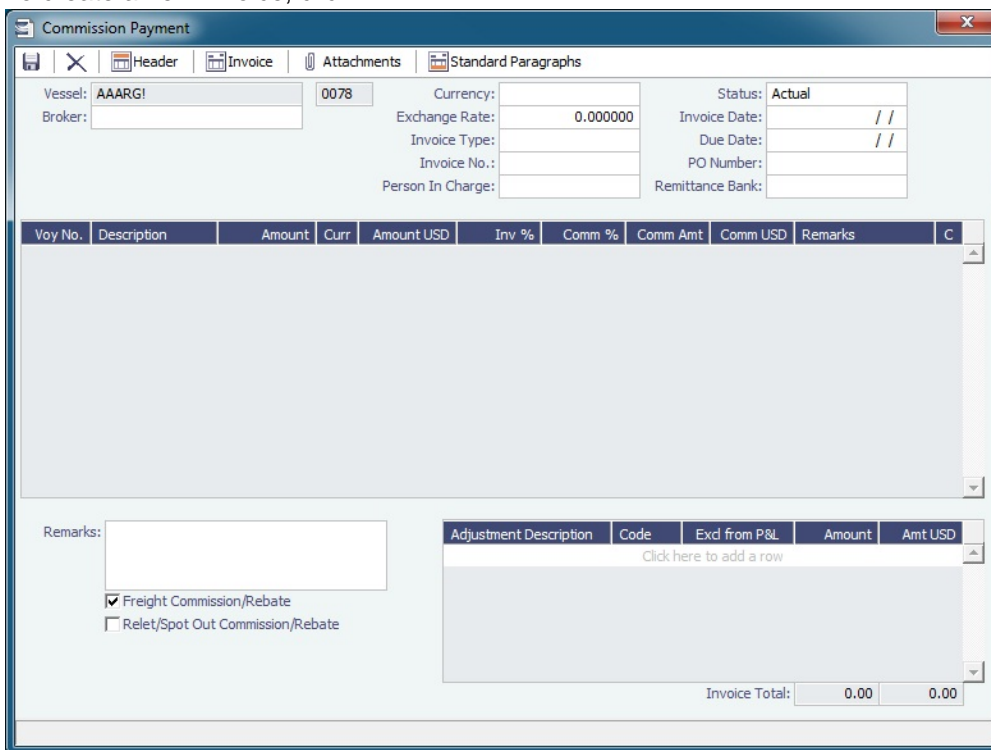 Commission Payment
Header Invoice Attachments Standard Paragraphs
Vessel: AAARG! 0078 Currency: Status: Actual
Broker: Exchange Rate: 0.000000 Invoice Date: / /
Invoice Type: Due Date: / /
Invoice No.: PO Number:
Person In Charge: Remittance Bank:
Voy No. Description Amount Curr Amount USD Inv % Comm % Comm Amt Comm USD Remarks C
Remarks:
Adjustment Description Code Excl from P&L Amount Amt USD
Click here to add a row
Freight Commission/Rebate
Relet/Spot Out Commission/Rebate
Invoice Total: 0.00 0.00